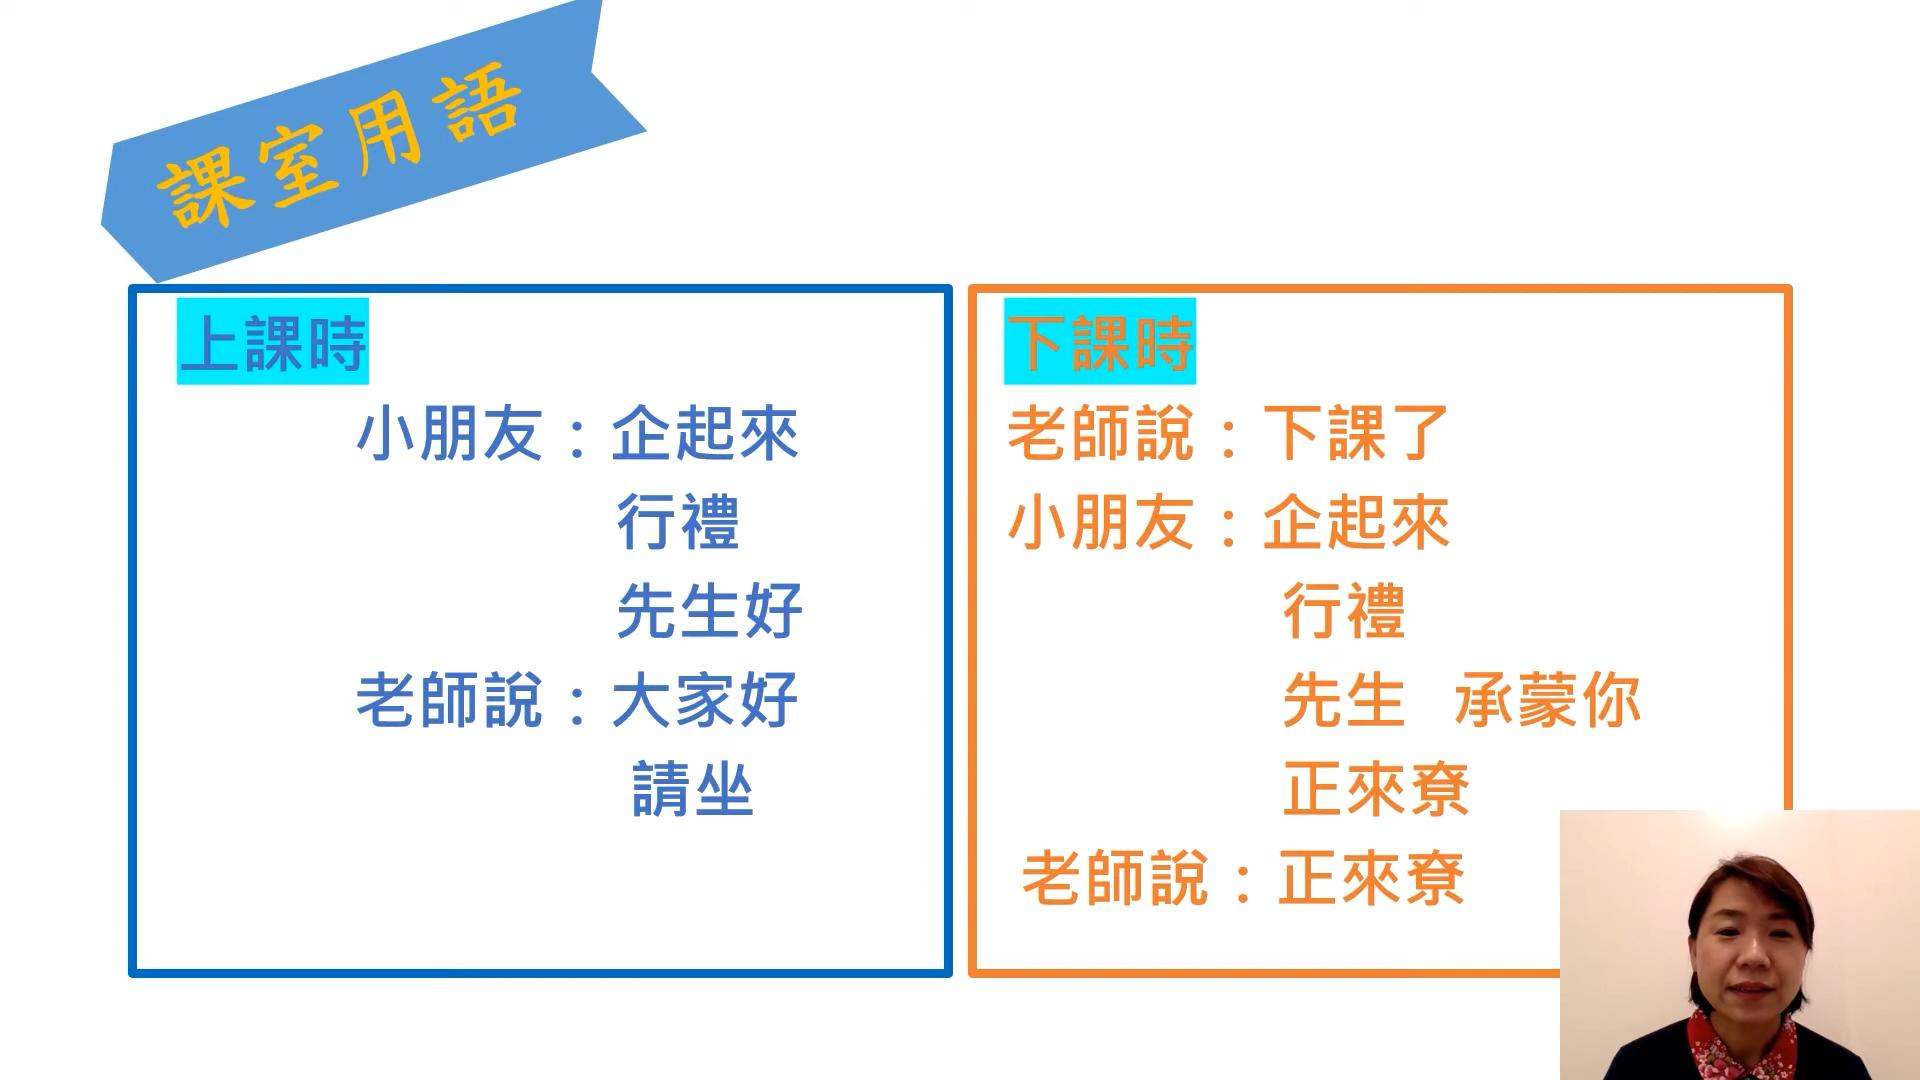 課室用語
上課時
小朋友：企起來
行禮
先生好
老師說：大家好
請坐
下課時
老師說：下課了
小朋友：企起來
行禮
先生 承蒙你
正來尞
老師說：正來尞